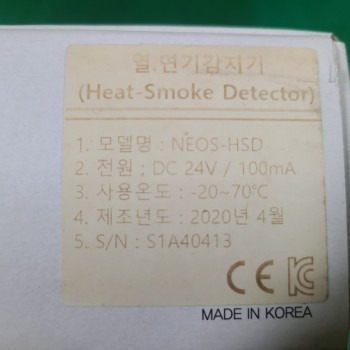 열.연기감지기
(Heat-Smoke Detector)
1. 모델명 : NEOS-HSD
2. 전원 ; DC 24V / 100mA
3. 사용온도 : -20~70℃
4. 제조년도 : 2020년 4월
5. S/N : S1A40413
CE
MADE IN KOREA